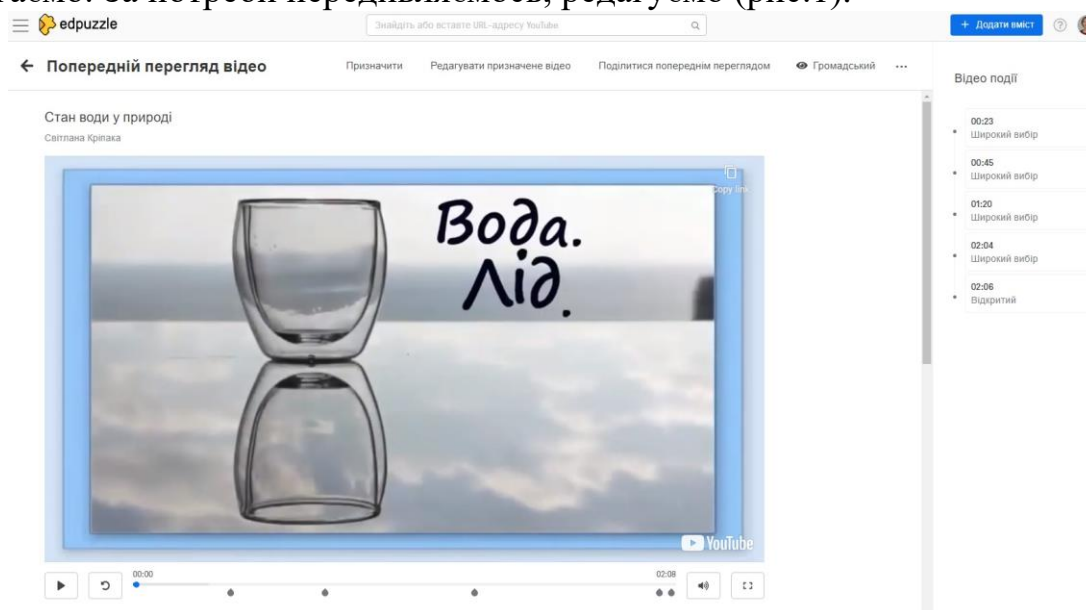 За потреби передивляємось, редагуємо (рис.1).
edpuzzle
Знайдіть або вставте URL-адресу YouTube.
+ Додати вміст
?
← Попередній перегляд відео
Призначити
Редагувати призначене відео
Поділитися попереднім переглядом
Громадський
...
Відео події
Стан води у природі
Світлана Кріпака
Copy link
Вода.
Лід.
YouTube
00:00
02:08
00:23
Широкий вибір
00:45
Широкий вибір
01:20
Широкий вибір
02:04
Широкий вибір
02:06
Відкритий